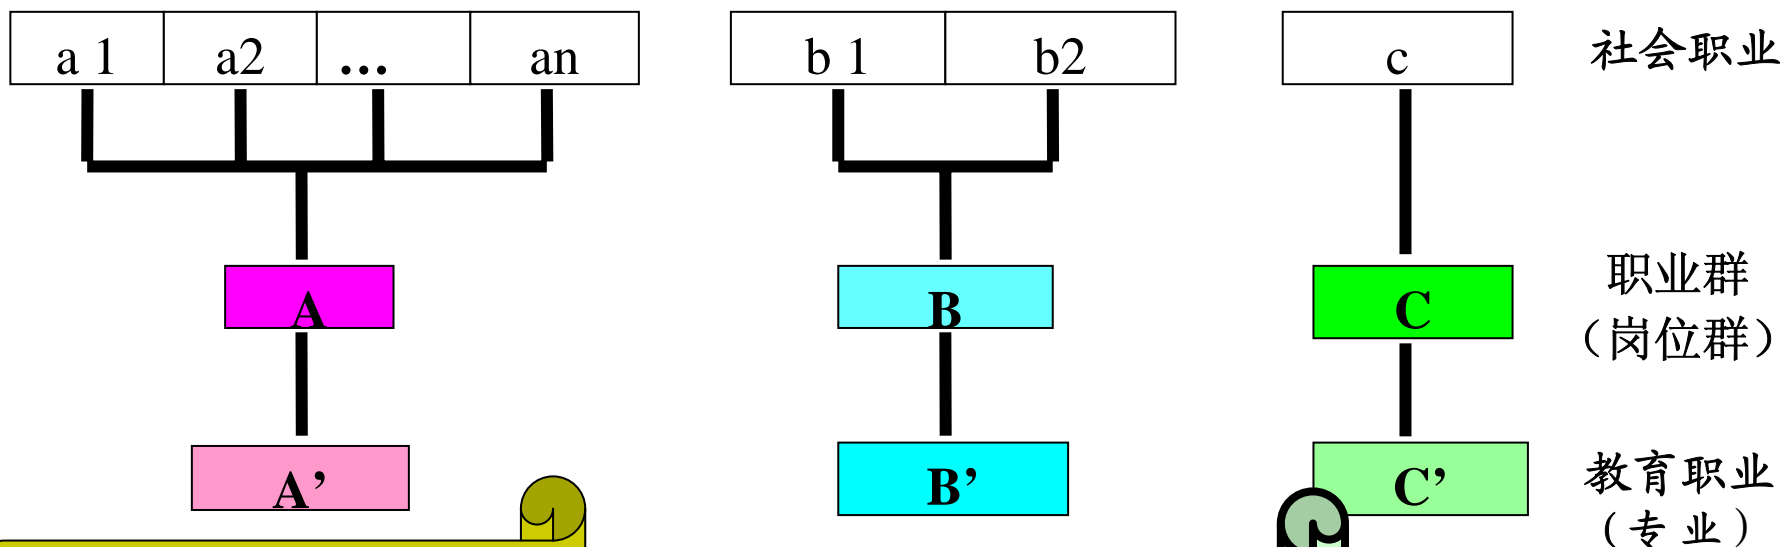 a 1 a2 ... an b 1 b2 c 社会职业
A B C 职业群
（岗位群）
A’ B’ C’ 教育职业
（专业）